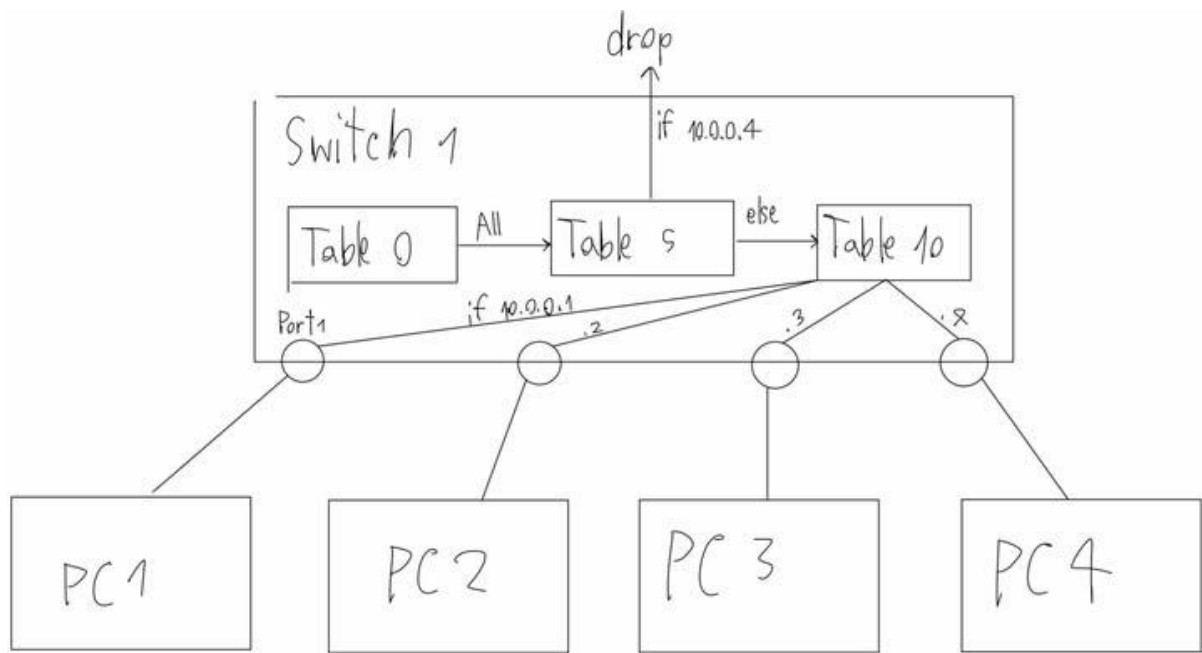 drop
if 10.0.0.4
Switch 1
Table 0
All
Table 5
else
Table 10
if 10.0.0.1
.2
.3
Port1
PC1
PC2
PC3
PC4